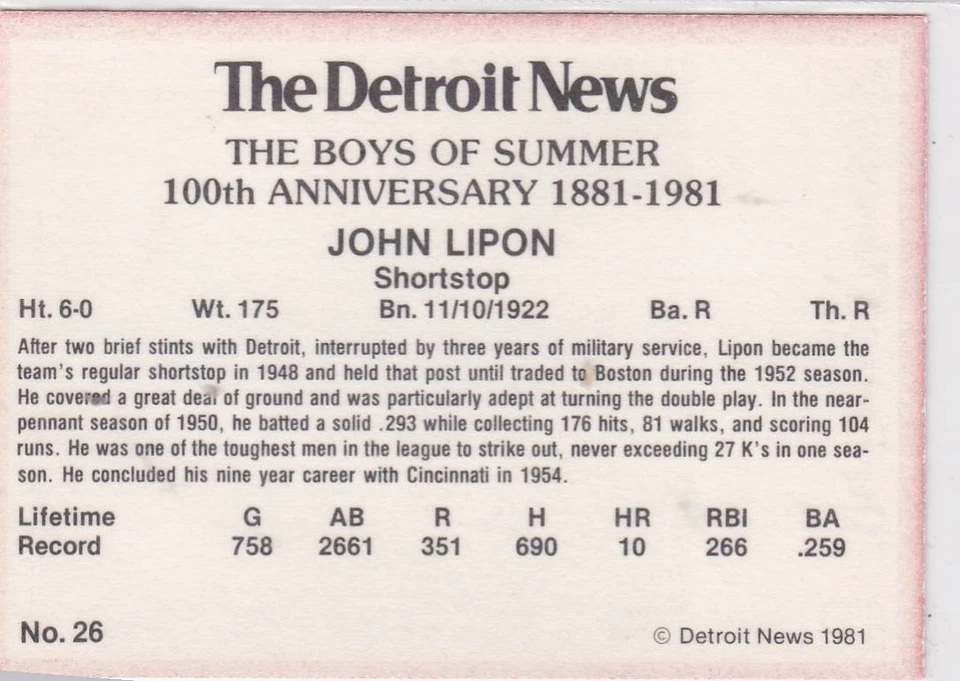 The Detroit News
THE BOYS OF SUMMER
100th ANNIVERSARY 1881-1981
JOHN LIPON
Shortstop
Ht. 6-0 Wt. 175 Bn. 11/10/1922 Ba. R Th. R
After two brief stints with Detroit, interrupted by three years of military service, Lipon became the
team's regular shortstop in 1948 and held that post until traded to Boston during the 1952 season.
He covered a great deal of ground and was particularly adept at turning the double play. In the near-
pennant season of 1950, he batted a solid .293 while collecting 176 hits, 81 walks, and scoring 104
runs. He was one of the toughest men in the league to strike out, never exceeding 27 K's in one sea-
son. He concluded his nine year career with Cincinnati in 1954.
Lifetime G AB R H HR RBI BA
Record 758 2661 351 690 10 266 .259
No. 26 © Detroit News 1981